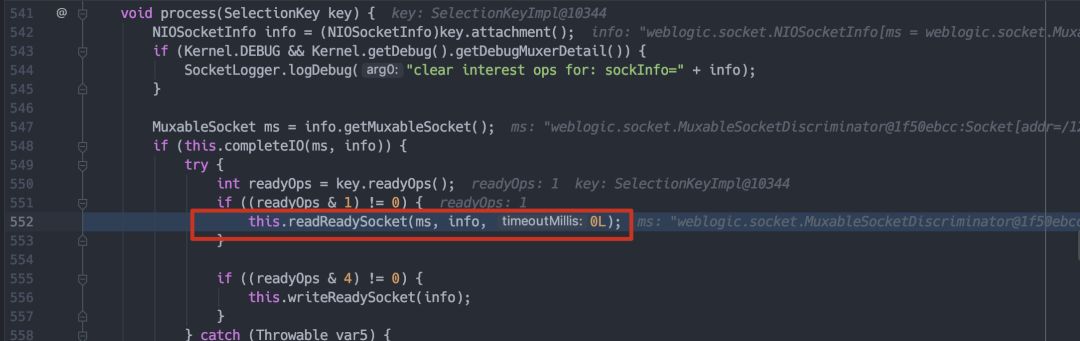 541 @ void process(SelectionKey key) { key: SelectionKeyImpl@10344
542 NIOSocketInfo info = (NIOSocketInfo)key.attachment(); info: "weblogic.socket.NIOSocketInfo[ms = weblogic.socket.Muxa
543 if (Kernel.DEBUG && Kernel.getDebug().getDebugMuxerDetail()) {
544 SocketLogger.logDebug( arg0: "clear interest ops for: sockInfo=" + info);
545 }
546
547 MuxableSocket ms = info.getMuxableSocket(); ms: "weblogic.socket.MuxableSocketDiscriminator@1f50ebcc:Socket[addr=/12
548 if (this.completeIO(ms, info)) {
549 try {
550 int readyOps = key.readyOps(); readyOps: 1 key: SelectionKeyImpl@10344
551 if ((readyOps & 1) != 0) { readyOps: 1
552 this.readReadySocket(ms, info, timeoutMillis: 0L); ms: "weblogic.socket.MuxableSocketDiscriminator@1f50ebcc
553 }
554
555 if ((readyOps & 4) != 0) {
556 this.writeReadySocket(info);
557 }
558 } catch (Throwable var5) {